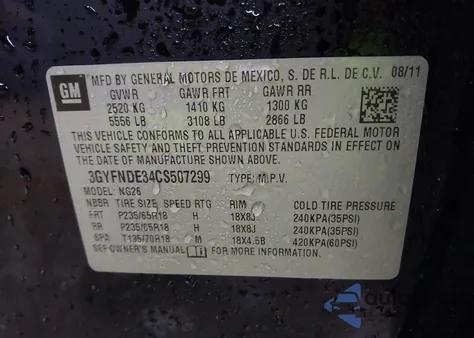 GM
MFD BY GENERAL MOTORS DE MEXICO, S. DE R.L. DE C.V. 08/11
GVWR GAWR FRT GAWR RR
2520 KG 1410 KG 1300 KG
5556 LB 3108 LB 2866 LB
THIS VEHICLE CONFORMS TO ALL APPLICABLE U.S. FEDERAL MOTOR
VEHICLE SAFETY AND THEFT PREVENTION STANDARDS IN EFFECT ON
THE DATE OF MANUFACTURE SHOWN ABOVE.
3GYFNDE34CS507299 TYPE: M.P.V.
MODEL: NG26
NBBR TIRE SIZE SPEED RTG RIM COLD TIRE PRESSURE
FRT P235/65R18 H 18X8J 240KPA(35PSI)
RR P235/65R18 H 18X8J 240KPA(35PSI)
SPA T135/70R18 M 18X4.5B 420KPA(60PSI)
SEE OWNER'S MANUAL FOR MORE INFORMATION.